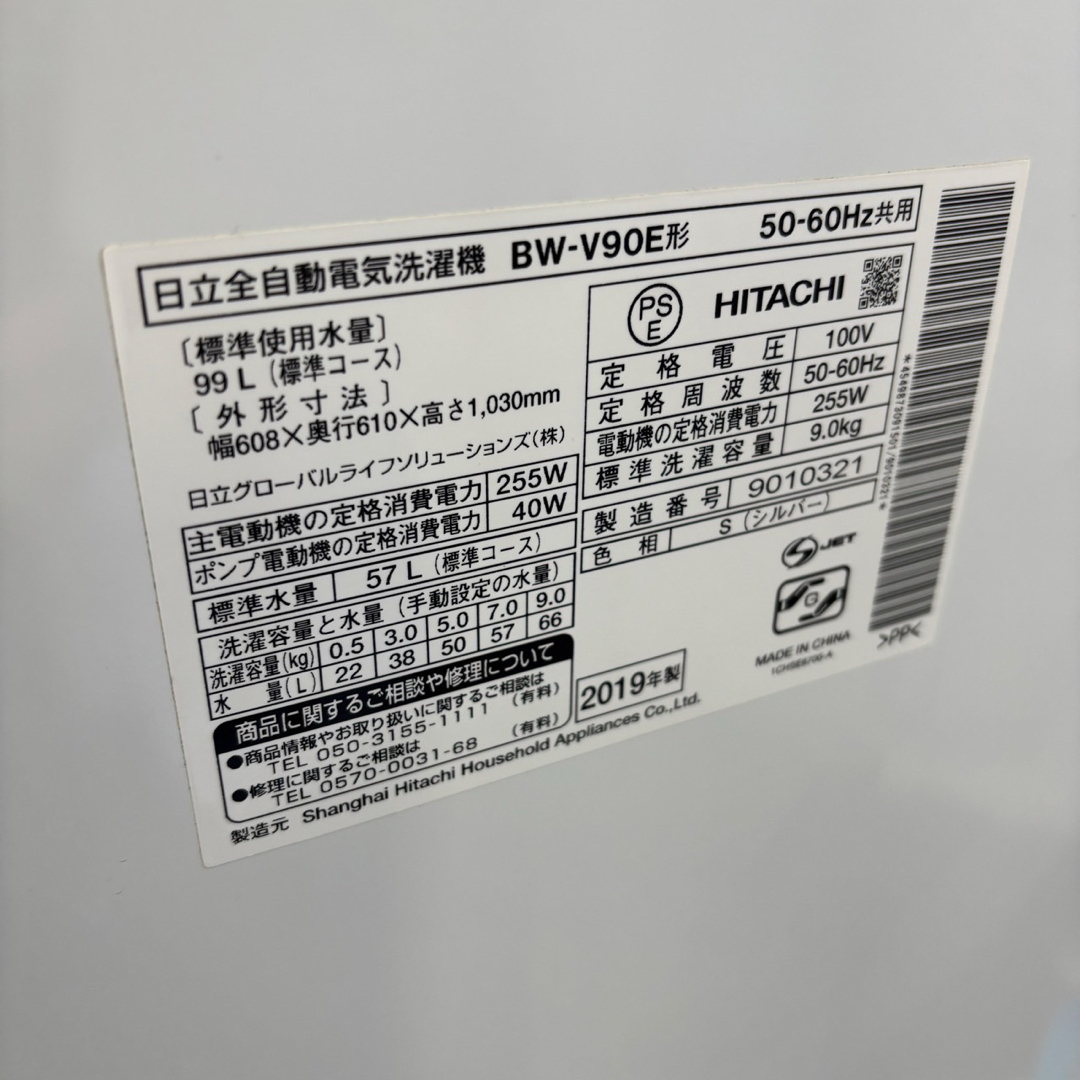 日立全自動電気洗濯機 BW-V90E形 50-60Hz共用
〔標準使用水量〕
99 L (標準コース)
〔外形寸法〕
幅608×奥行610×高さ1,030mm
日立グローバルライフソリューションズ(株)
主電動機の定格消費電力 255W
ポンプ電動機の定格消費電力 40W
標準水量 57 L (標準コース)
洗濯容量と水量 (手動設定の水量)
洗濯容量(kg) 0.5 3.0 5.0 7.0 9.0
水量(L) 22 38 50 57 66
商品に関するご相談や修理について
●商品情報やお取り扱いに関するご相談は
TEL 050-3155-1111 (有料)
●修理に関するご相談は
TEL 0570-0031-68 (有料)
製造元 Shanghai Hitachi Household Appliances Co.,Ltd.
PS
E
HITACHI
定格電圧 100V
定格周波数 50-60Hz
電動機の定格消費電力 255W
標準洗濯容量 9.0kg
製造番号 9010321
色相 S (シルバー)
2019年製
S JET
G
MADE IN CHINA
>PP<